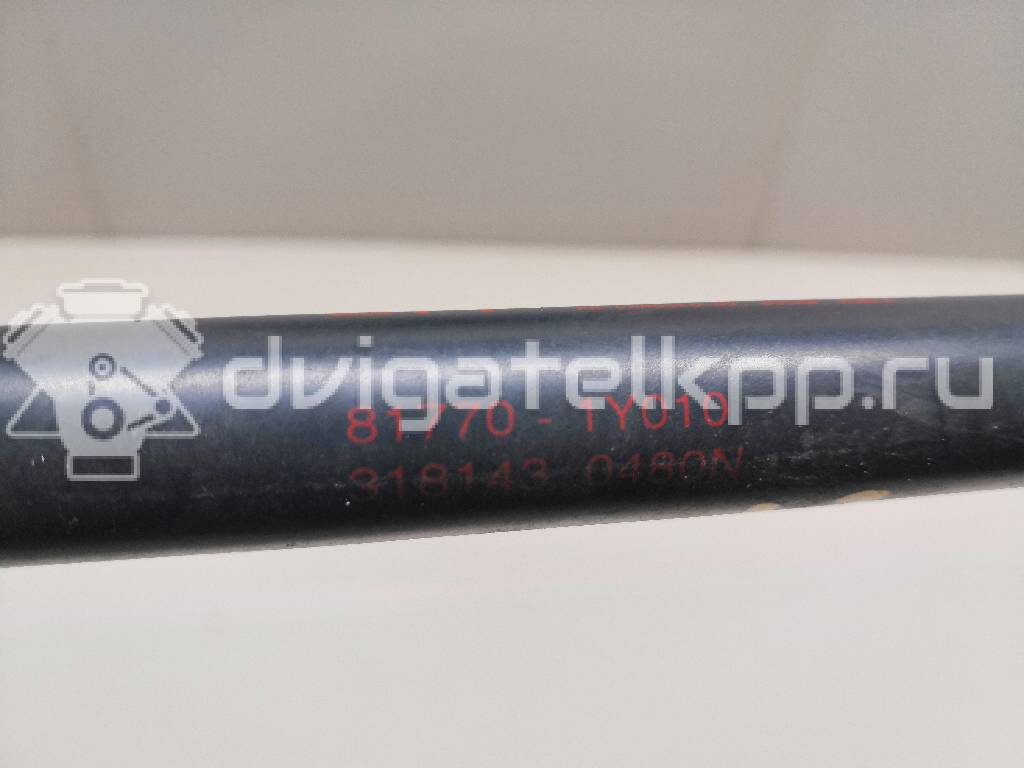 dvigatelkpp.ru
81770 - 1Y010
318143 0480N